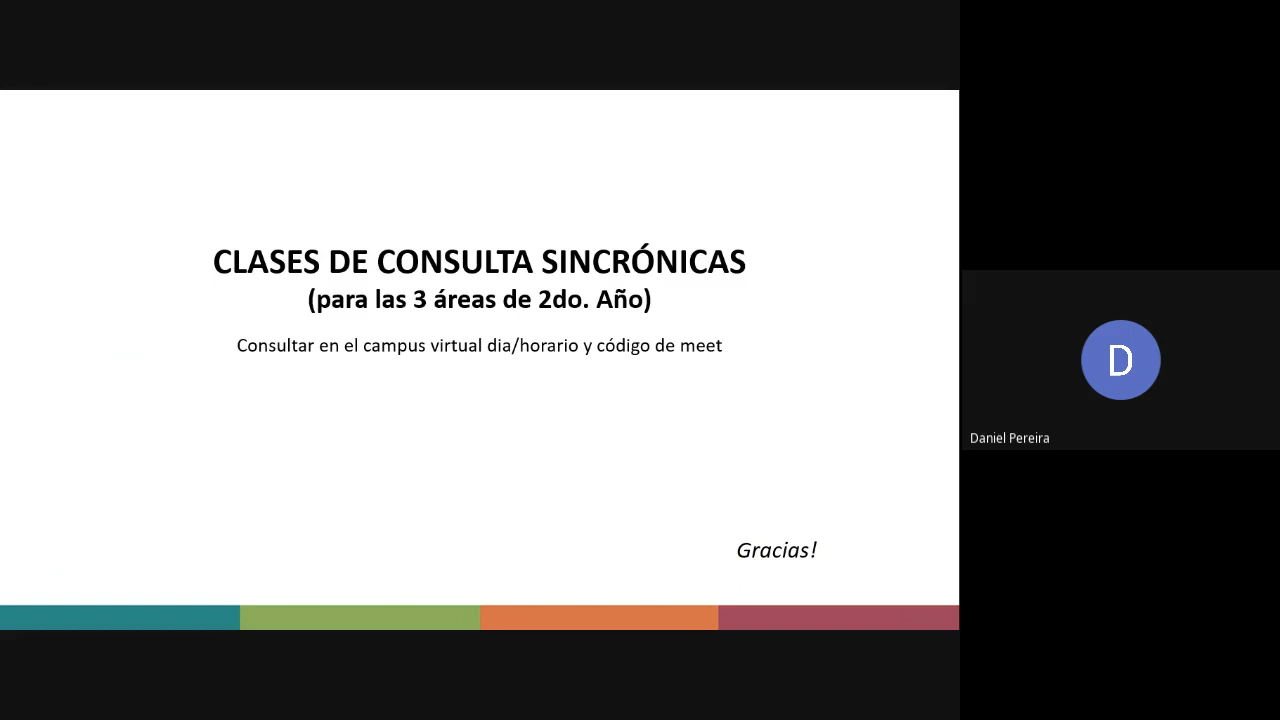 CLASES DE CONSULTA SINCRÓNICAS
(para las 3 áreas de 2do. Año)
Consultar en el campus virtual dia/horario y código de meet
Gracias!
D
Daniel Pereira